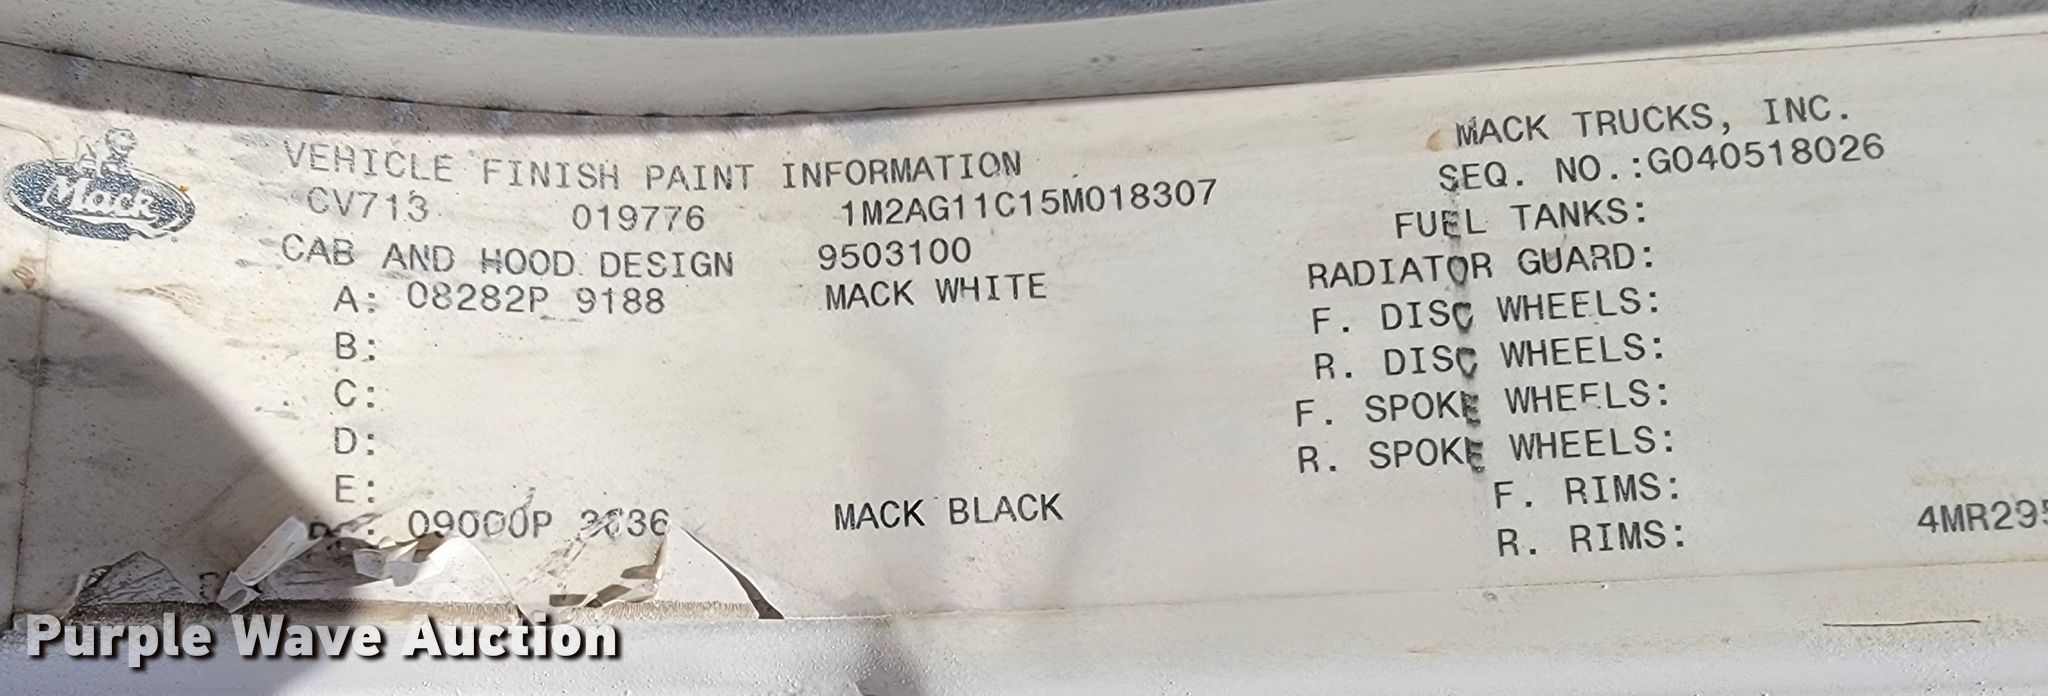 Mack
VEHICLE FINISH PAINT INFORMATION
CV713 019776 1M2AG11C15M018307
CAB AND HOOD DESIGN 9503100
A: 08282P 9188 MACK WHITE
B:
C:
D:
E:
09000P MACK BLACK
MACK TRUCKS, INC.
SEQ. NO.:G040518026
FUEL TANKS:
RADIATOR GUARD:
F. DISC WHEELS:
R. DISC WHEELS:
F. SPOKE WHEELS:
R. SPOKE WHEELS:
F. RIMS:
R. RIMS: 4MR295
Purple Wave Auction